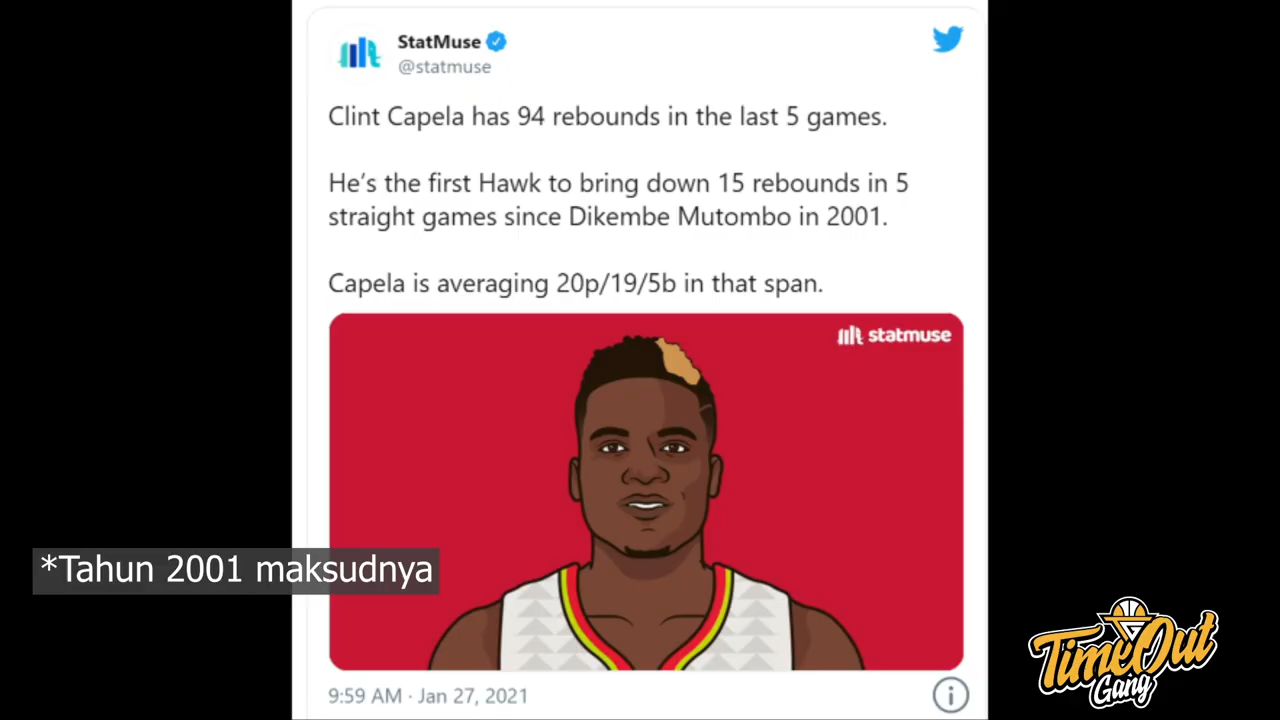 StatMuse
@statmuse
Clint Capela has 94 rebounds in the last 5 games.
He's the first Hawk to bring down 15 rebounds in 5
straight games since Dikembe Mutombo in 2001.
Capela is averaging 20p/19/5b in that span.
statmuse
*Tahun 2001 maksudnya
9:59 AM · Jan 27, 2021
TimeOut
Gang